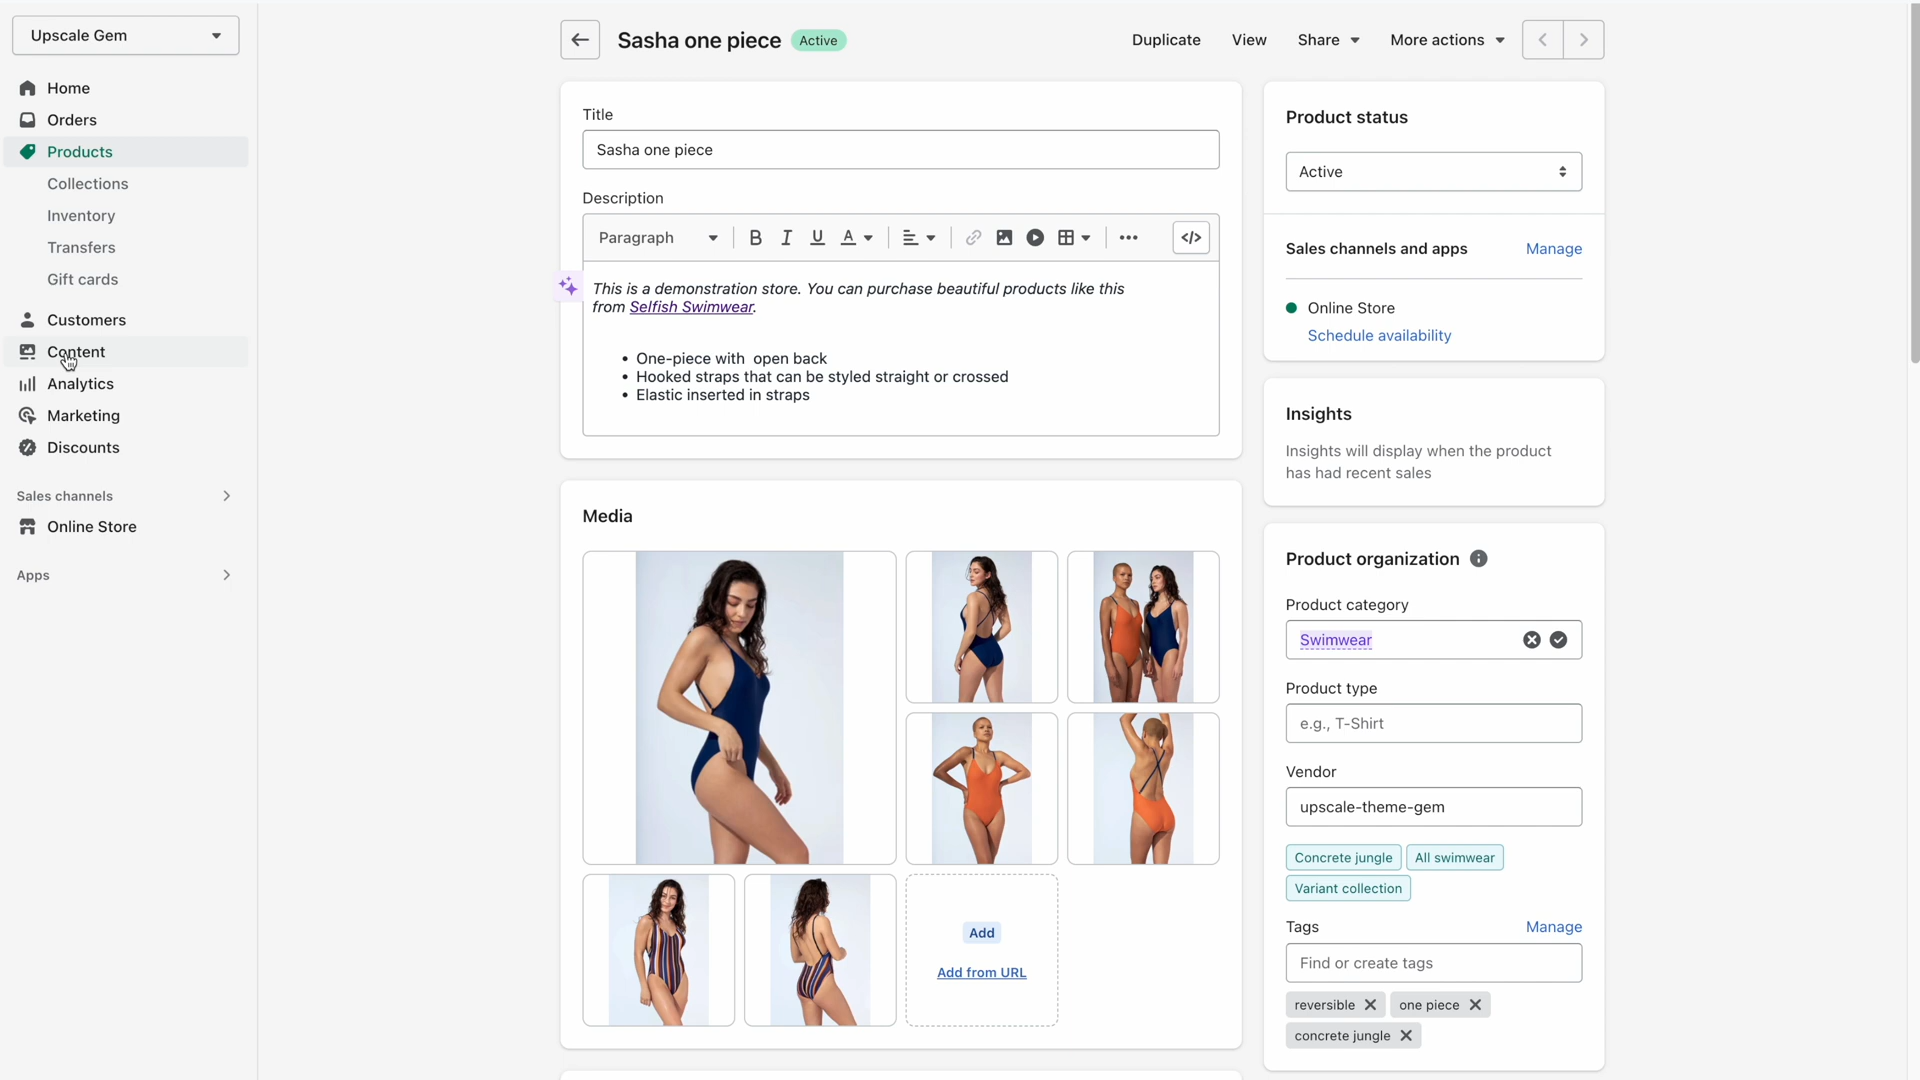 Upscale Gem
Home
Orders
Products
Collections
Inventory
Transfers
Gift cards
Customers
Content
Analytics
Marketing
Discounts
Sales channels
Online Store
Apps
Sasha one piece Active
Duplicate View Share More actions
Title
Sasha one piece
Description
Paragraph B I U A </>
This is a demonstration store. You can purchase beautiful products like this
from Selfish Swimwear.
• One-piece with open back
• Hooked straps that can be styled straight or crossed
• Elastic inserted in straps
Media
Add
Add from URL
Product status
Active
Sales channels and apps Manage
Online Store
Schedule availability
Insights
Insights will display when the product
has had recent sales
Product organization
Product category
Swimwear
Product type
e.g., T-Shirt
Vendor
upscale-theme-gem
Concrete jungle All swimwear
Variant collection
Tags Manage
Find or create tags
reversible one piece
concrete jungle